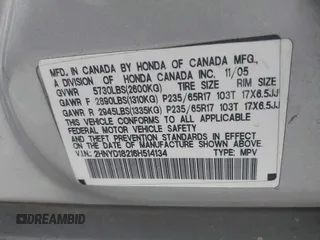 MFD. IN CANADA BY HONDA OF CANADA MFG.,
A DIVISION OF HONDA CANADA INC. 11/05
GVWR 5730LBS(2600KG) TIRE SIZE RIM SIZE
GAWR F 2890LBS(1310KG) P235/65R17 103T 17X6.5JJ
GAWR R 2945LBS(1335KG) P235/65R17 103T 17X6.5JJ
THIS VEHICLE CONFORMS TO ALL APPLICABLE
FEDERAL MOTOR VEHICLE SAFETY STANDARDS IN
EFFECT ON THE DATE OF MANUFACTURE SHOWN ABOVE.
V.I.N.: 2HNYD18216H514134 TYPE: MPV
DREAMBID